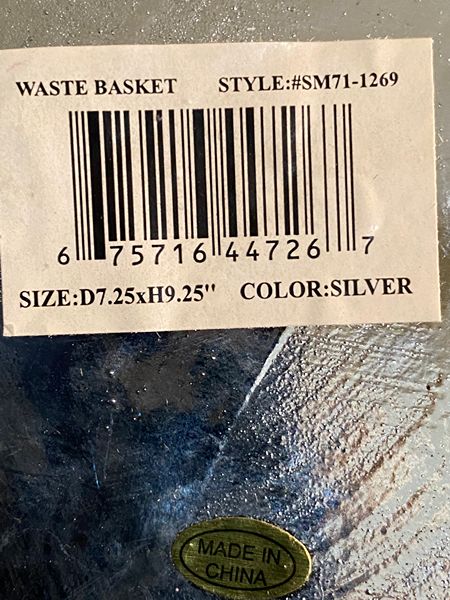 WASTE BASKET STYLE:#SM71-1269
6 75716 44726 7
SIZE:D7.25xH9.25" COLOR:SILVER
MADE IN
CHINA